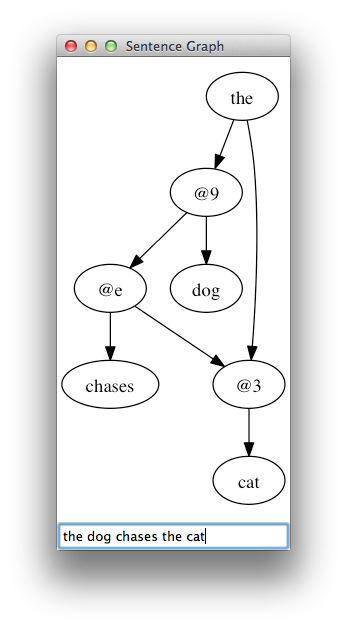 Sentence Graph
the
@9
@e
dog
chases
@3
cat
the dog chases the cat